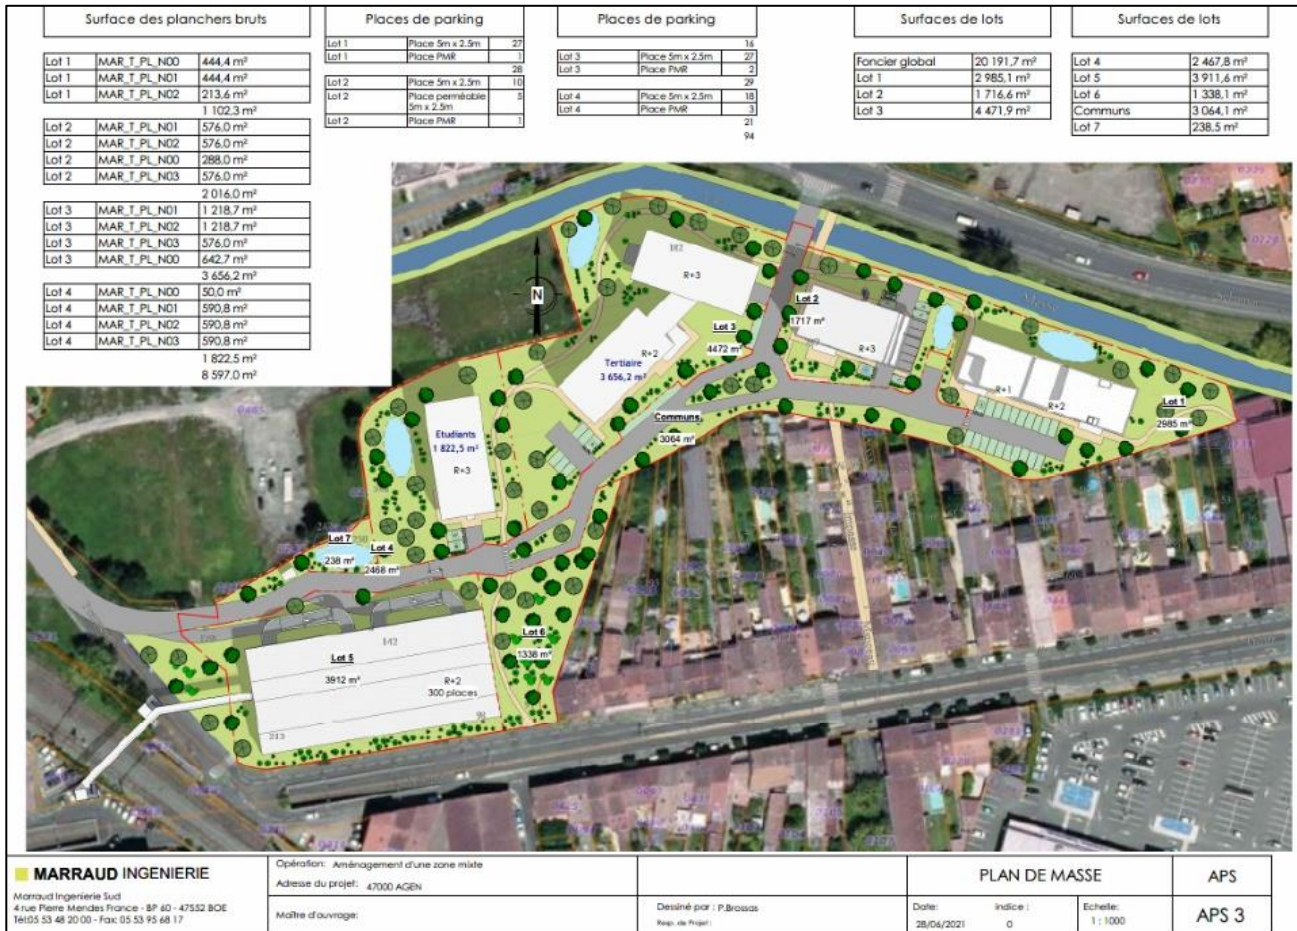 Surface des planchers bruts
Lot 1 MAR_T_PL_N00 444,4 m²
Lot 1 MAR_T_PL_N01 444,4 m²
Lot 1 MAR_T_PL_N02 213,6 m²
1 102,3 m²
Lot 2 MAR_T_PL_N01 576,0 m²
Lot 2 MAR_T_PL_N02 576,0 m²
Lot 2 MAR_T_PL_N00 288,0 m²
Lot 2 MAR_T_PL_N03 576,0 m²
2 016,0 m²
Lot 3 MAR_T_PL_N01 1 218,7 m²
Lot 3 MAR_T_PL_N02 1 218,7 m²
Lot 3 MAR_T_PL_N03 576,0 m²
Lot 3 MAR_T_PL_N00 642,7 m²
3 656,2 m²
Lot 4 MAR_T_PL_N00 50,0 m²
Lot 4 MAR_T_PL_N01 590,8 m²
Lot 4 MAR_T_PL_N02 590,8 m²
Lot 4 MAR_T_PL_N03 590,8 m²
1 822,5 m²
8 597,0 m²
Places de parking
Lot 1 Place 5m x 2.5m 27
Lot 1 Place PMR 1
28
Lot 2 Place 5m x 2.5m 10
Lot 2 Place perméable 5
5m x 2.5m
Lot 2 Place PMR 1
Places de parking
16
Lot 3 Place 5m x 2.5m 27
Lot 3 Place PMR 2
29
Lot 4 Place 5m x 2.5m 18
Lot 4 Place PMR 3
21
94
Surfaces de lots
Foncier global 20 191,7 m²
Lot 1 2 985,1 m²
Lot 2 1 716,6 m²
Lot 3 4 471,9 m²
Surfaces de lots
Lot 4 2 467,8 m²
Lot 5 3 911,6 m²
Lot 6 1 338,1 m²
Communs 3 064,1 m²
Lot 7 238,5 m²
N
R+3
Lot 2
1717 m²
R+3
Lot 3
4472 m²
R+2
Tertiaire
3 656,2 m²
R+1
R+2
Lot 1
2985 m²
Communs
3064 m²
Etudiants
1 822,5 m²
R+3
Lot 7
238 m²
Lot 4
2468 m²
Lot 6
1338 m²
Lot 5
3912 m²
R+2
300 places
142
213
MARRAUD INGENIERIE
Marraud Ingenierie Sud
4 rue Pierre Mendes France - BP 60 - 47552 BOE
Tél:05 53 48 20 00 - Fax: 05 53 95 68 17
Opération: Aménagement d'une zone mixte
Adresse du projet: 47000 AGEN
Maître d'ouvrage:
Dessiné par : P.Brossas
Resp. de Projet :
PLAN DE MASSE
Date: 28/06/2021
indice : 0
Echelle: 1 : 1000
APS
APS 3